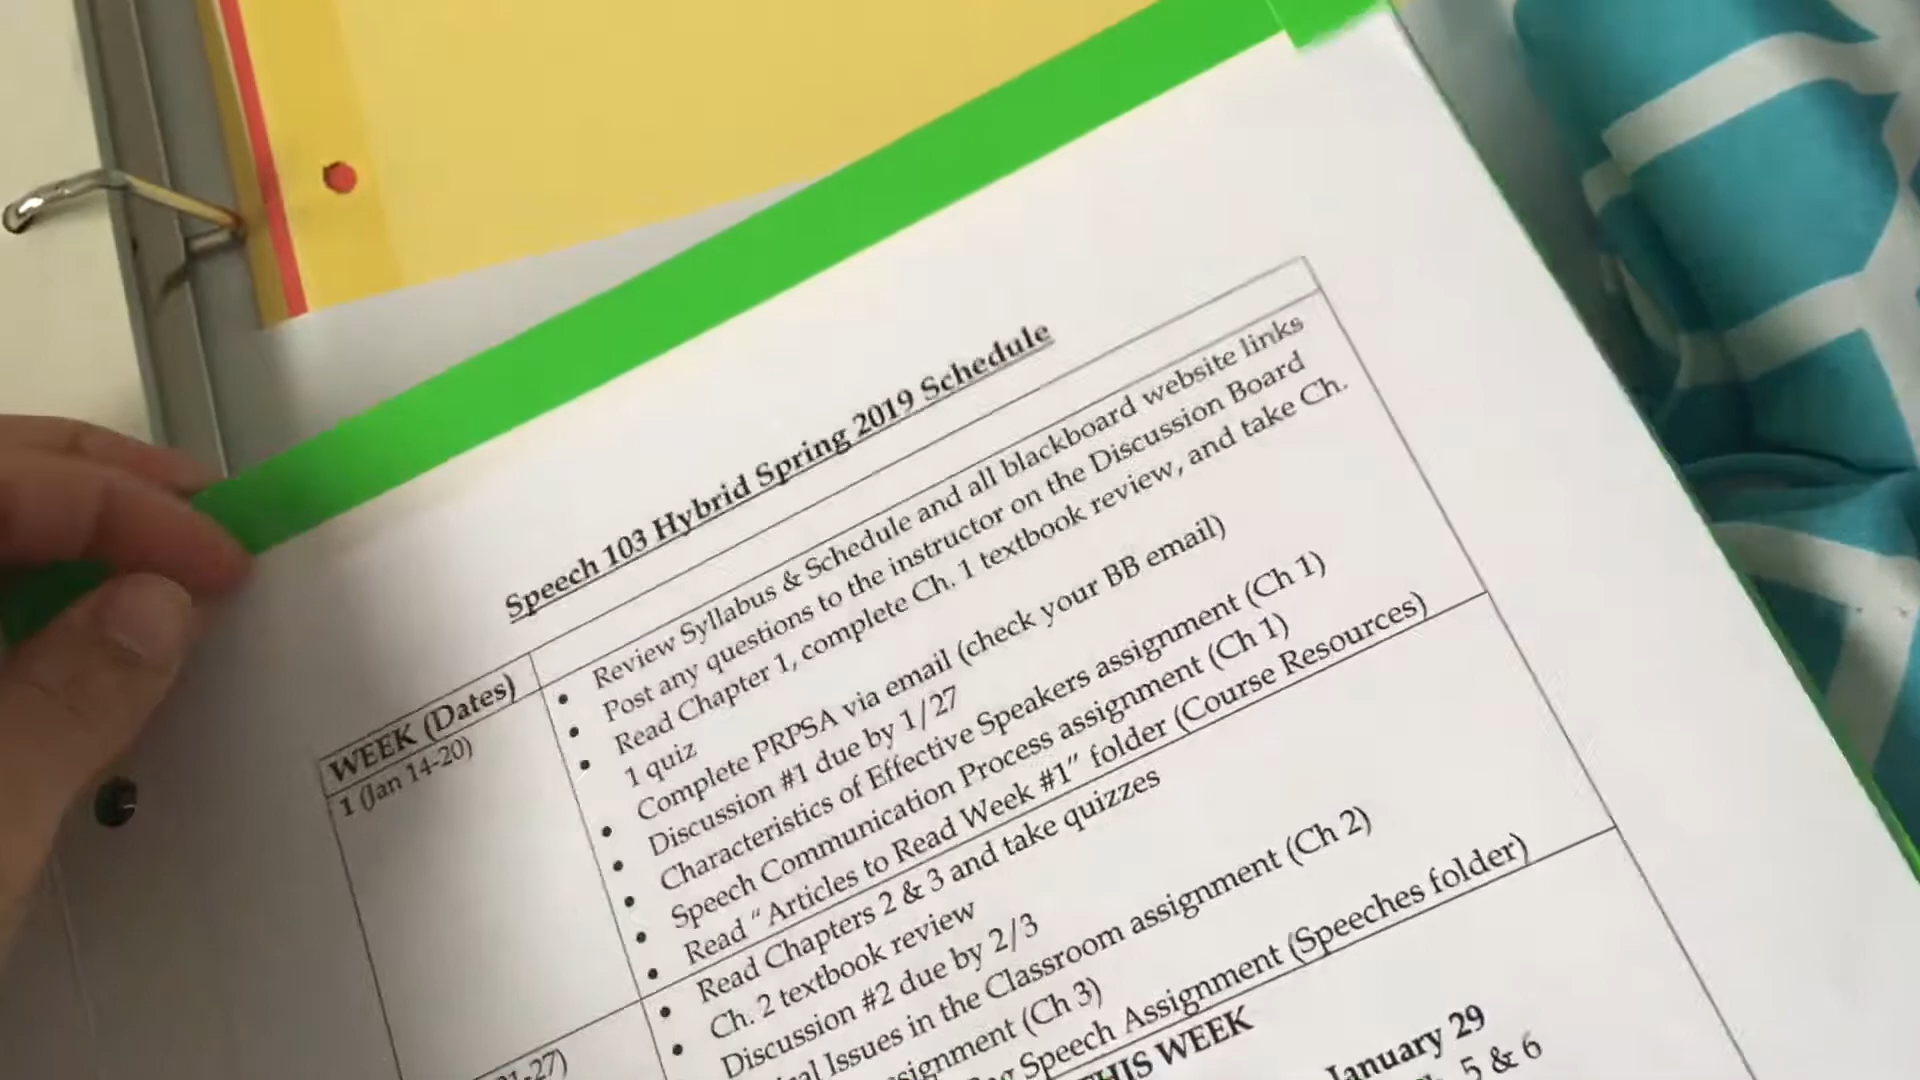 Speech 103 Hybrid Spring 2019 Schedule
WEEK (Dates)
1 (Jan 14-20)
• Review Syllabus & Schedule and all blackboard website links
• Post any questions to the instructor on the Discussion Board
• Read Chapter 1, complete Ch. 1 textbook review, and take Ch.
1 quiz
• Complete PRPSA via email (check your BB email)
• Discussion #1 due by 1/27
• Characteristics of Effective Speakers assignment (Ch 1)
• Speech Communication Process assignment (Ch 1)
• Read "Articles to Read Week #1" folder (Course Resources)
-27)
• Read Chapters 2 & 3 and take quizzes
• Ch. 2 textbook review
Discussion #2 due by 2/3
Issues in the Classroom assignment (Ch 2)
(Ch 3)
Speech Assignment (Speeches folder)
WEEK
January 29
5 & 6